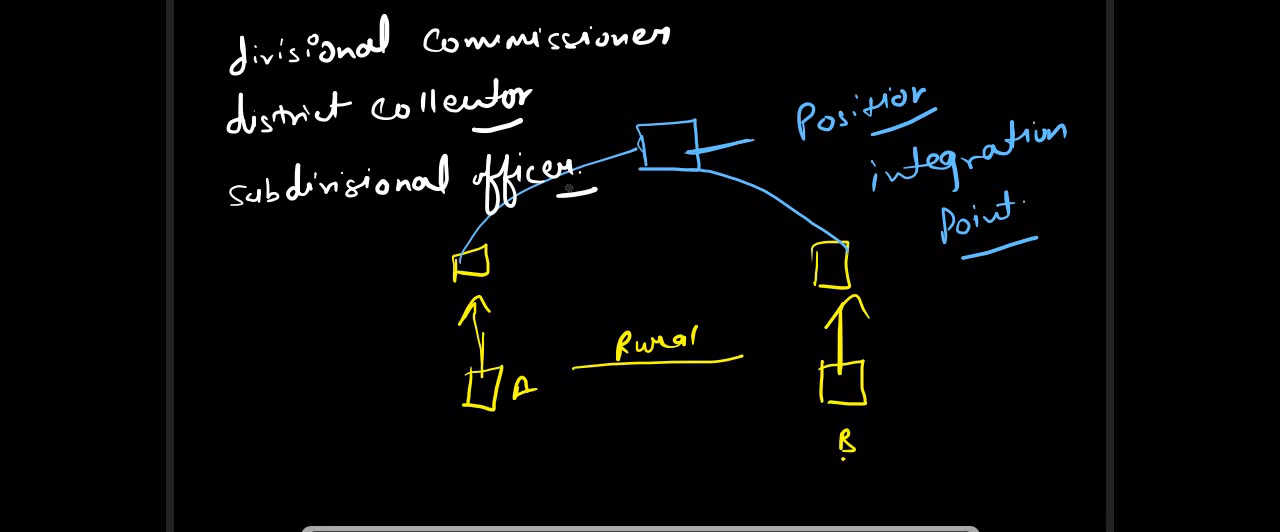 divisional commissioner
district collector
subdivisional officer.
Position
integration
Point.
Rural
A
B